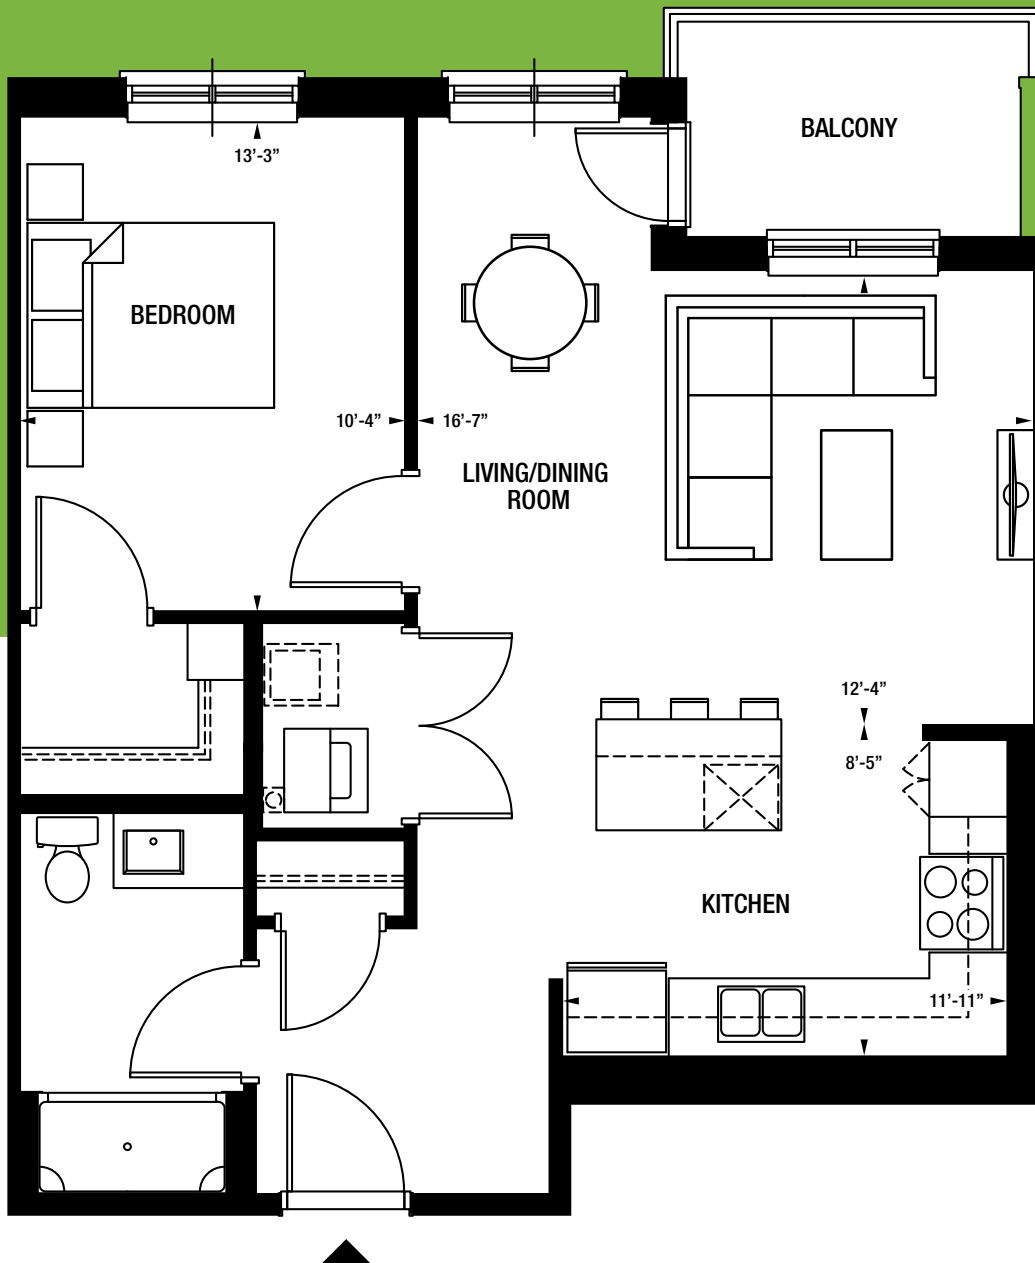 BALCONY
13’-3”
BEDROOM
10’-4”
16’-7”
LIVING/DINING
ROOM
12’-4”
8’-5”
KITCHEN
11’-11”